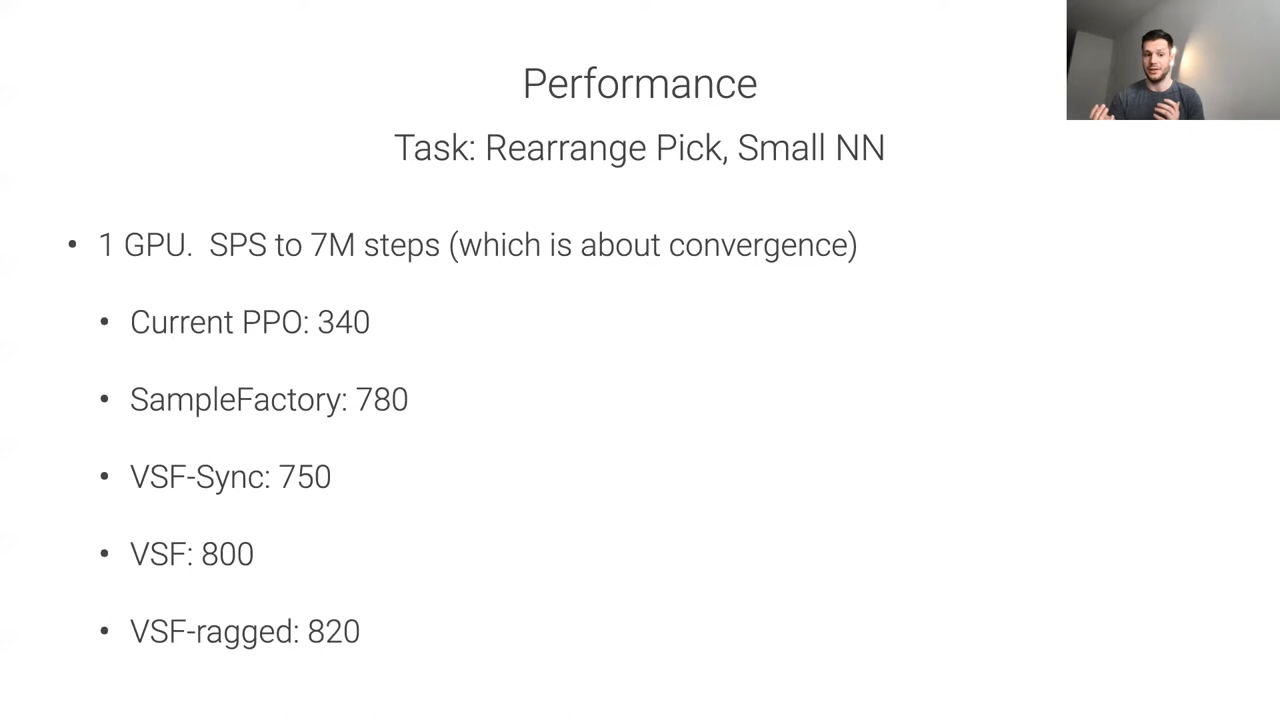 Performance
Task: Rearrange Pick, Small NN
• 1 GPU. SPS to 7M steps (which is about convergence)
• Current PPO: 340
• SampleFactory: 780
• VSF-Sync: 750
• VSF: 800
• VSF-ragged: 820